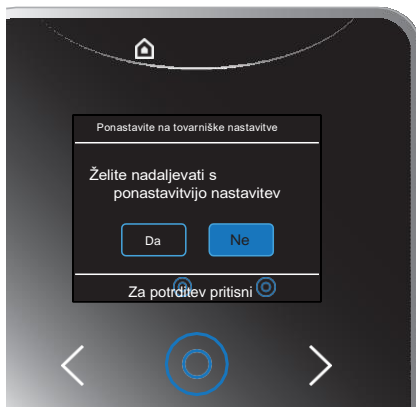 Ponastavite na tovarniške nastavitve
Želite nadaljevati s
ponastavitvijo nastavitev
Da
Ne
Za potrditev pritisni